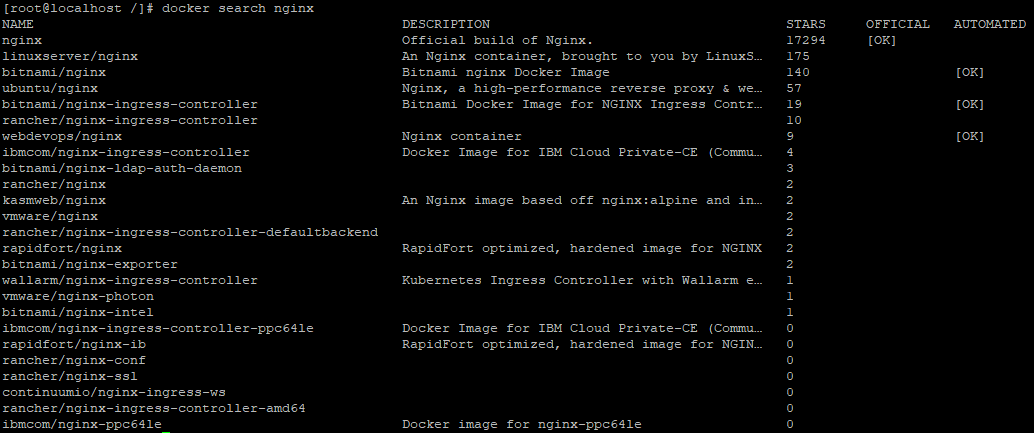 [root@localhost /]# docker search nginx
NAME DESCRIPTION STARS OFFICIAL AUTOMATED
nginx Official build of Nginx. 17294 [OK]
linuxserver/nginx An Nginx container, brought to you by LinuxS… 175
bitnami/nginx Bitnami nginx Docker Image 140 [OK]
ubuntu/nginx Nginx, a high-performance reverse proxy & we… 57
bitnami/nginx-ingress-controller Bitnami Docker Image for NGINX Ingress Contr… 19 [OK]
rancher/nginx-ingress-controller 10
webdevops/nginx Nginx container 9 [OK]
ibmcom/nginx-ingress-controller Docker Image for IBM Cloud Private-CE (Commu… 4
bitnami/nginx-ldap-auth-daemon 3
rancher/nginx 2
kasmweb/nginx An Nginx image based off nginx:alpine and in… 2
vmware/nginx 2
rancher/nginx-ingress-controller-defaultbackend 2
rapidfort/nginx RapidFort optimized, hardened image for NGINX 2
bitnami/nginx-exporter 2
wallarm/nginx-ingress-controller Kubernetes Ingress Controller with Wallarm e… 1
vmware/nginx-photon 1
bitnami/nginx-intel 1
ibmcom/nginx-ingress-controller-ppc64le Docker Image for IBM Cloud Private-CE (Commu… 0
rapidfort/nginx-ib RapidFort optimized, hardened image for NGIN… 0
rancher/nginx-conf 0
rancher/nginx-ssl 0
continuumio/nginx-ingress-ws 0
rancher/nginx-ingress-controller-amd64 0
ibmcom/nginx-ppc64le Docker image for nginx-ppc64le 0